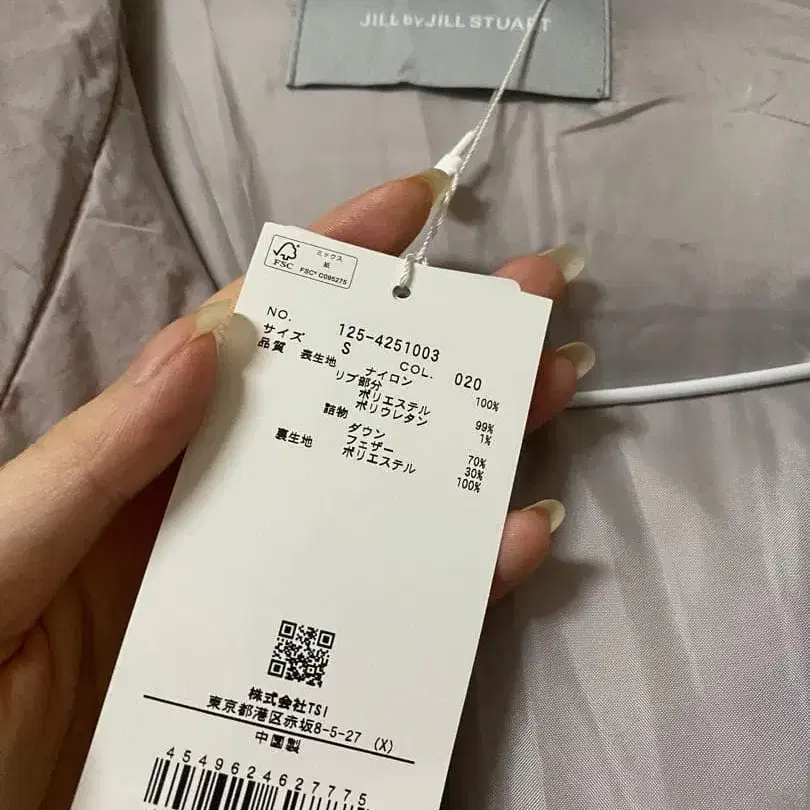 JILL BY JILL STUART
FSC
ミックス
紙
FSC® C095275
NO. 125-4251003
サイズ S COL. 020
品質 表生地 ナイロン 100%
リブ部分
ポリエステル 99%
ポリウレタン 1%
詰物
ダウン 70%
フェザー 30%
裏生地 ポリエステル 100%
株式会社TSI
東京都港区赤坂8-5-27 (X)
中国製
4549624627775